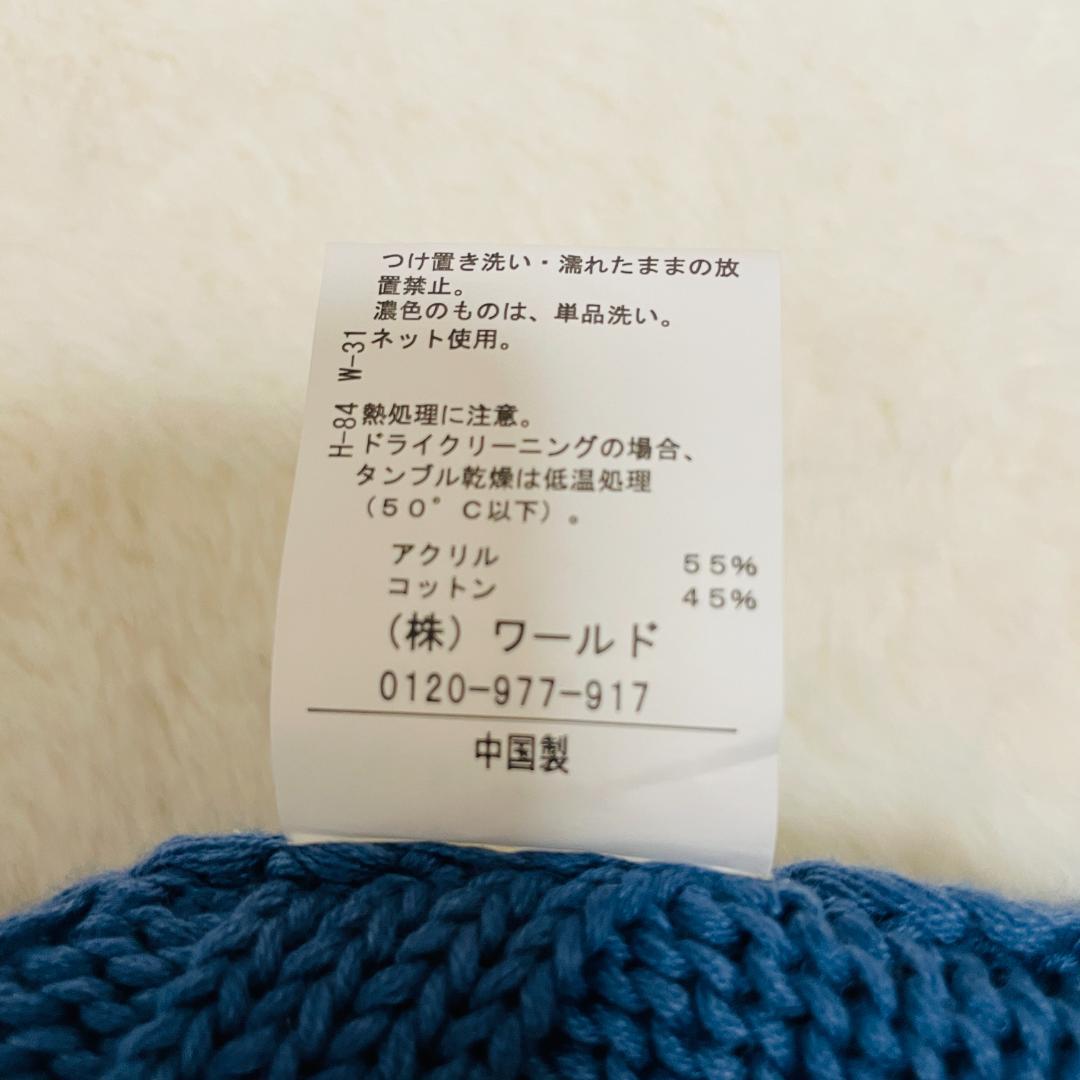 つけ置き洗い・濡れたままの放
置禁止。
濃色のものは、単品洗い。
ネット使用。
熱処理に注意。
ドライクリーニングの場合、
タンブル乾燥は低温処理
（５０°Ｃ以下）。
アクリル ５５％
コットン ４５％
（株）ワールド
0120-977-917
中国製
H-84 W-31